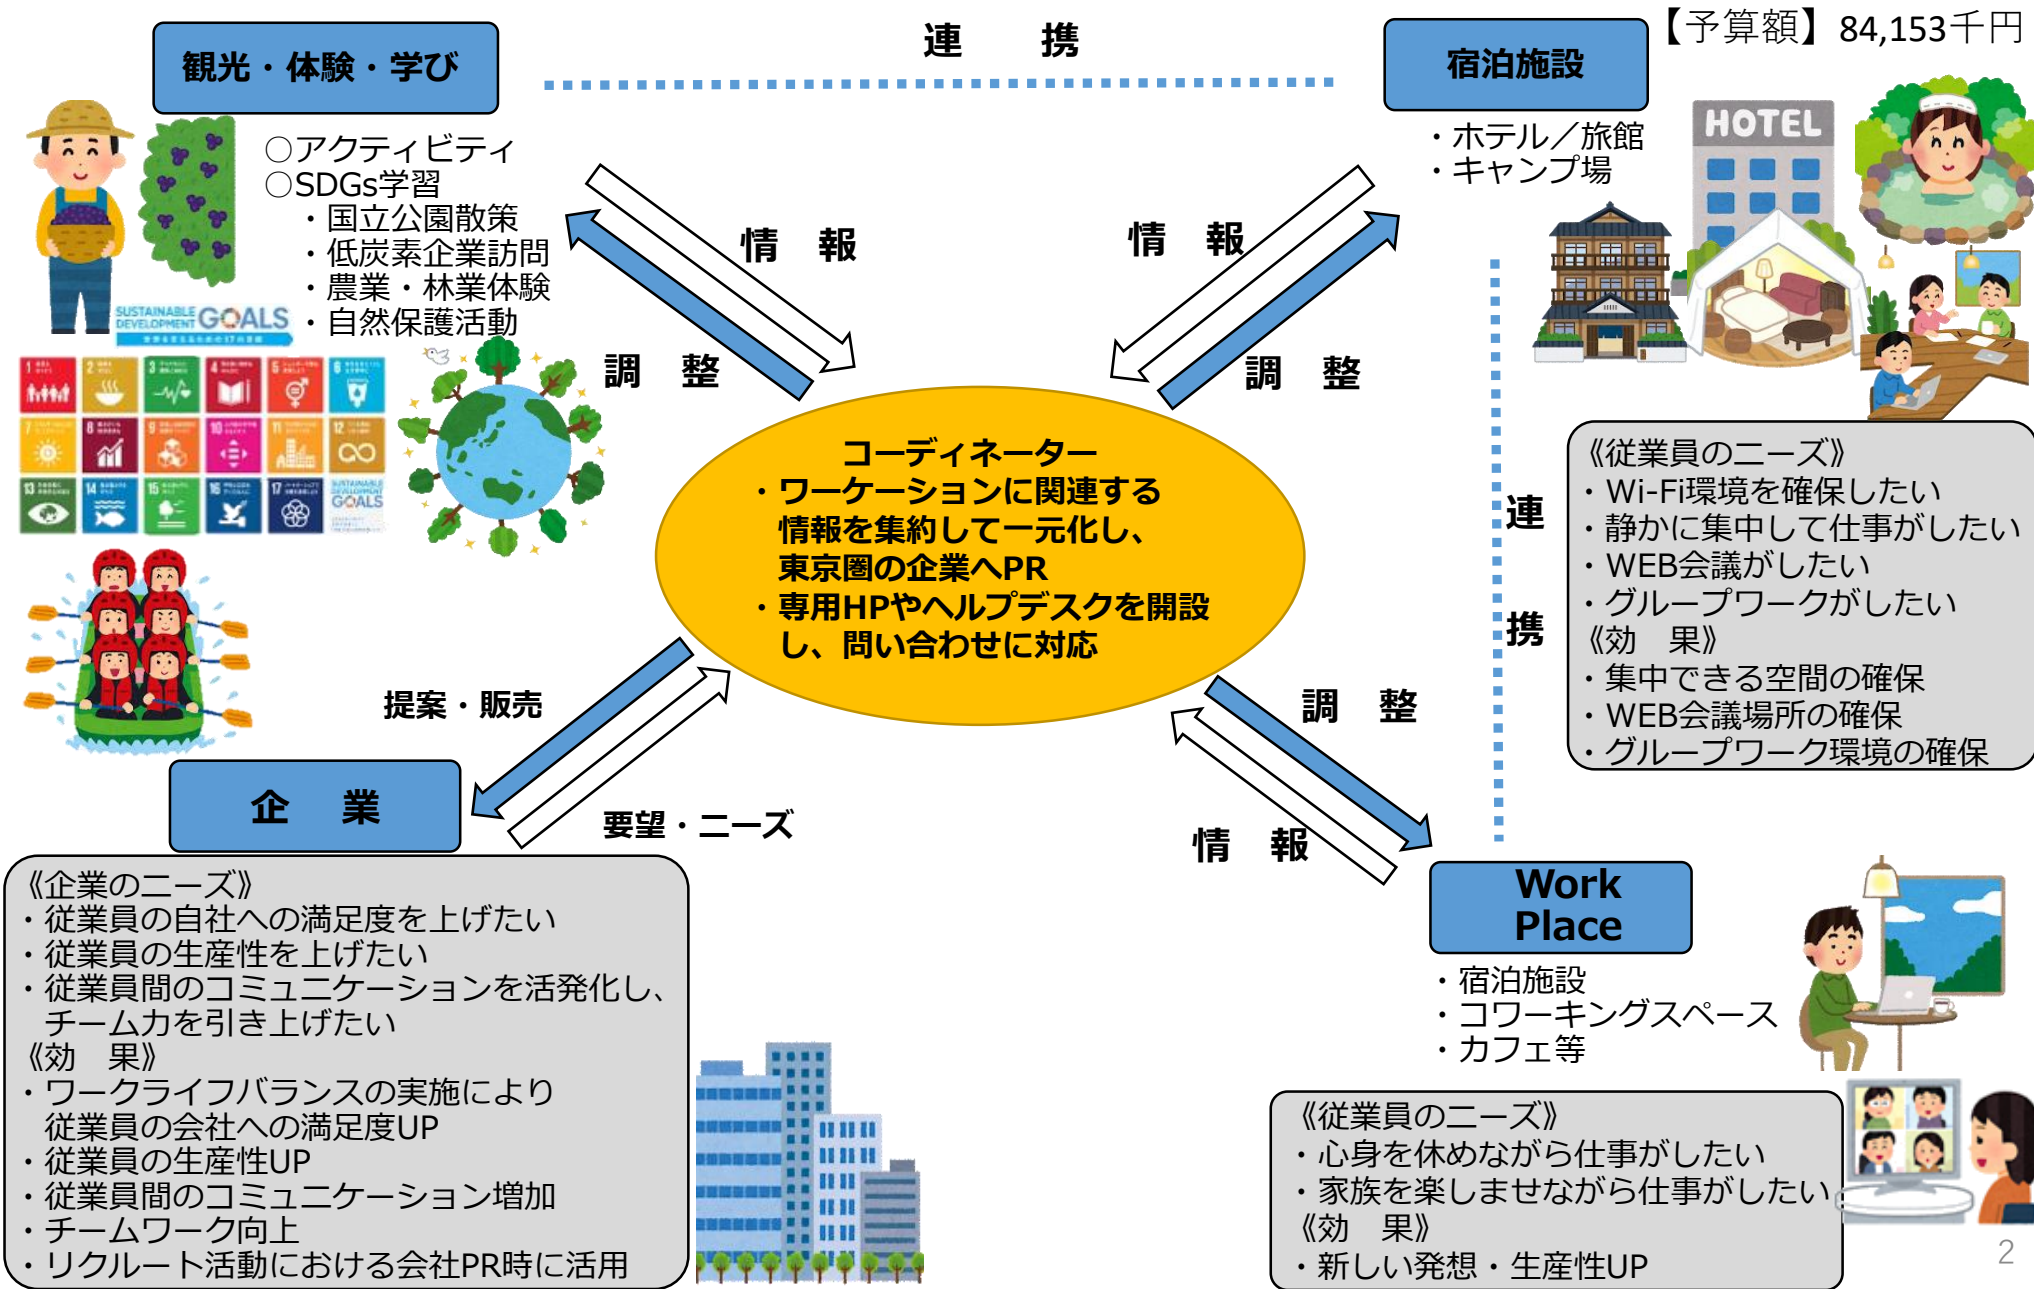 【予算額】84,153千円
観光・体験・学び
連 携
宿泊施設
○アクティビティ
○SDGs学習
・国立公園散策
・低炭素企業訪問
・農業・林業体験
・自然保護活動
・ホテル／旅館
・キャンプ場
HOTEL
情 報
調 整
情 報
調 整
SUSTAINABLE
DEVELOPMENT GOALS
1
2
3
4
5
6
7
8
9
10
11
12
13
14
15
16
17
SUSTAINABLE
DEVELOPMENT
GOALS
コーディネーター
・ワーケーションに関連する
情報を集約して一元化し、
東京圏の企業へPR
・専用HPやヘルプデスクを開設
し、問い合わせに対応
連
携
《従業員のニーズ》
・Wi-Fi環境を確保したい
・静かに集中して仕事がしたい
・WEB会議がしたい
・グループワークがしたい
《効 果》
・集中できる空間の確保
・WEB会議場所の確保
・グループワーク環境の確保
提案・販売
要望・ニーズ
調 整
情 報
企 業
《企業のニーズ》
・従業員の自社への満足度を上げたい
・従業員の生産性を上げたい
・従業員間のコミュニケーションを活発化し、
チーム力を引き上げたい
《効 果》
・ワークライフバランスの実施により
従業員の会社への満足度UP
・従業員の生産性UP
・従業員間のコミュニケーション増加
・チームワーク向上
・リクルート活動における会社PR時に活用
Work
Place
・宿泊施設
・コワーキングスペース
・カフェ等
《従業員のニーズ》
・心身を休めながら仕事がしたい
・家族を楽しませながら仕事がしたい
《効 果》
・新しい発想・生産性UP
2